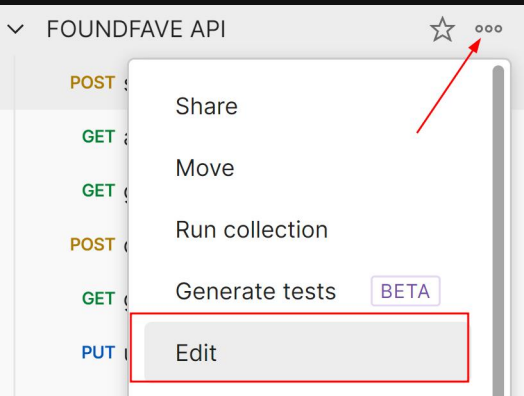 FOUNDFAVE API
POST
Share
GET
Move
GET
Run collection
POST
Generate tests BETA
GET
Edit
PUT